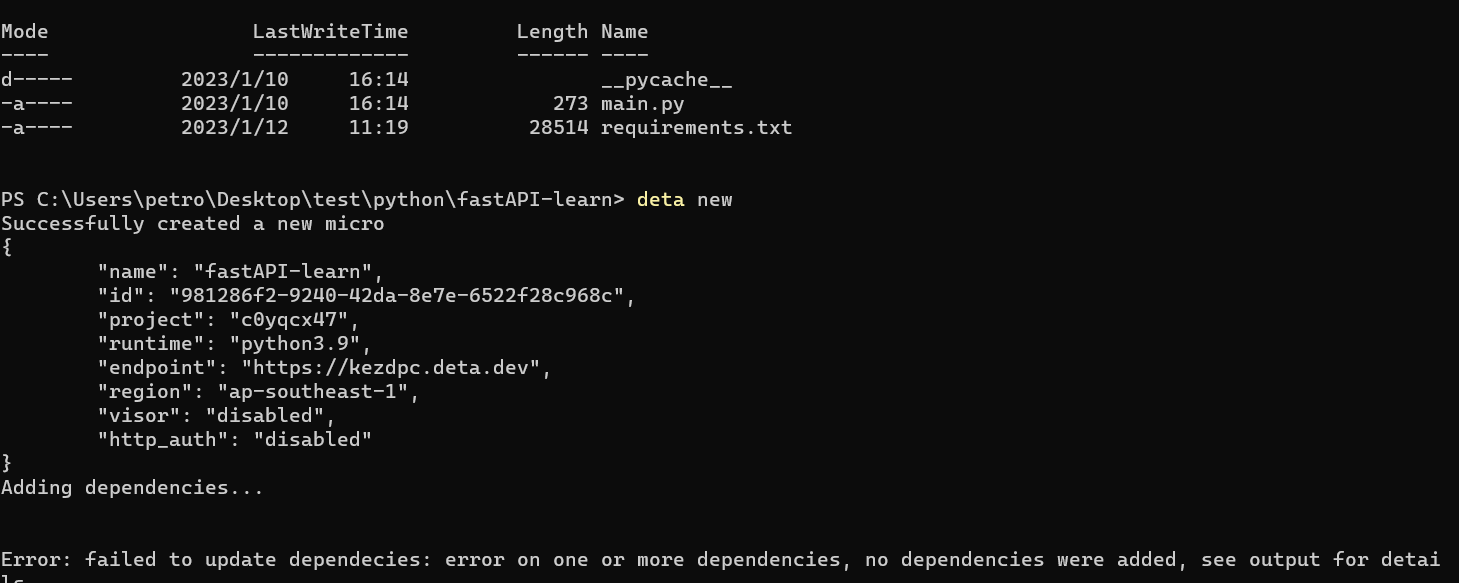 Mode                 LastWriteTime         Length Name
----                 -------------         ------ ----
d-----         2023/1/10     16:14                __pycache__
-a----         2023/1/10     16:14            273 main.py
-a----         2023/1/12     11:19          28514 requirements.txt
PS C:\Users\petro\Desktop\test\python\fastAPI-learn> deta new
Successfully created a new micro
{
        "name": "fastAPI-learn",
        "id": "981286f2-9240-42da-8e7e-6522f28c968c",
        "project": "c0yqcx47",
        "runtime": "python3.9",
        "endpoint": "https://kezdpc.deta.dev",
        "region": "ap-southeast-1",
        "visor": "disabled",
        "http_auth": "disabled"
}
Adding dependencies...
Error: failed to update dependecies: error on one or more dependencies, no dependencies were added, see output for detai
ls